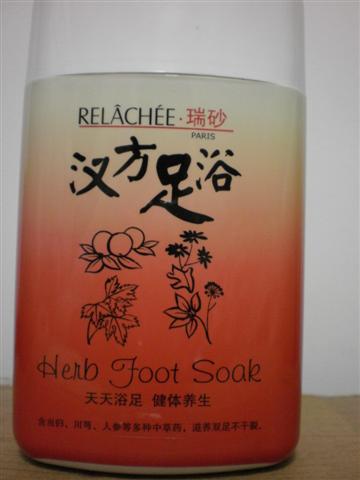 RELÂCHÉE·瑞砂
PARIS
汉方足浴
Herb Foot Soak
天天浴足 健体养生
含当归、川芎、人参等多种中草药，滋养双足不干裂。